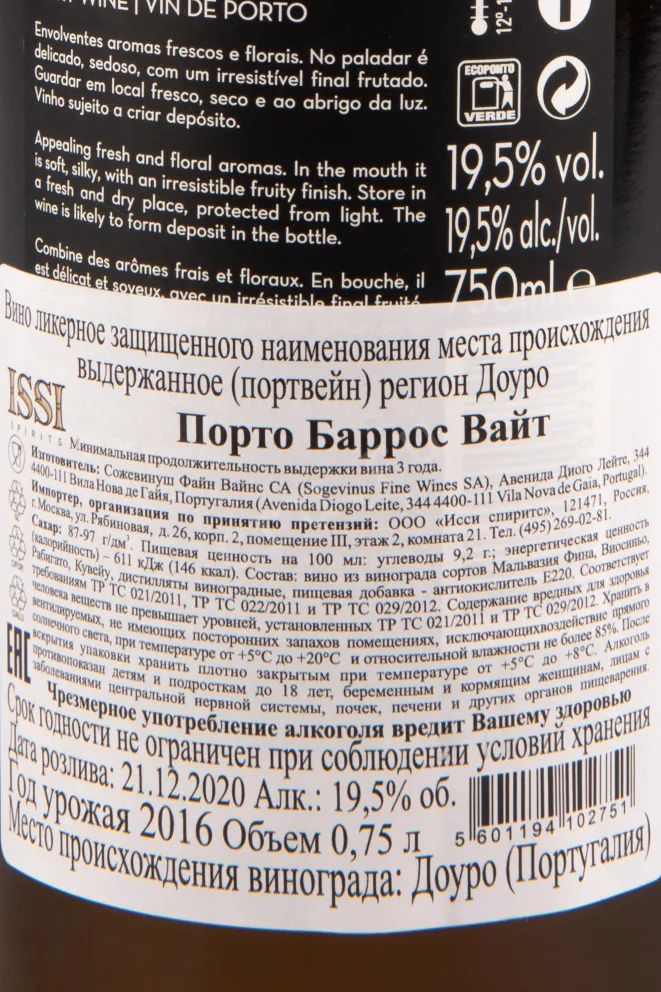 WINE | VIN DE PORTO
Envolventes aromas frescos e florais. No paladar é
delicado, sedoso, com um irresistível final frutado.
Guardar em local fresco, seco e ao abrigo da luz.
Vinho sujeito a criar depósito.
Appealing fresh and floral aromas. In the mouth it
is soft, silky, with an irresistible fruity finish. Store in
a fresh and dry place, protected from light. The
wine is likely to form deposit in the bottle.
Combine des arômes frais et floraux. En bouche, il
est délicat et soyeux, avec un irrésistible final fruité
12º-1
ECOPONTO
VERDE
19,5% vol.
19,5% alc./vol.
750ml e
Вино ликерное защищенного наименования места происхождения
выдержанное (портвейн) регион Доуро
ISSI
SPIRITS
Порто Баррос Вайт
Минимальная продолжительность выдержки вина 3 года.
Изготовитель: Сожевинуш Файн Вайнс СА (Sogevinus Fine Wines SA), Авенида Диого Лейте, 344
4400-111 Вила Нова де Гайя, Португалия (Avenida Diogo Leite, 344 4400-111 Vila Nova de Gaia, Portugal).
Импортер, организация по принятию претензий: ООО «Исси спиритс», 121471, Россия,
г.Москва, ул. Рябиновая, д. 26, корп. 2, помещение III, этаж 2, комната 21. Тел. (495) 269-02-81.
Сахар: 87-97 г/дм³. Пищевая ценность на 100 мл: углеводы 9,2 г.; энергетическая ценность
(калорийность) – 611 кДж (146 ккал). Состав: вино из винограда сортов Мальвазия Фина, Виосиньо,
Рабигато, Кувейу, дистилляты виноградные, пищевая добавка - антиокислитель Е220. Соответствует
требованиям ТР ТС 021/2011, ТР ТС 022/2011 и ТР ТС 029/2012. Содержание вредных для здоровья
человека веществ не превышает уровней, установленных ТР ТС 021/2011 и ТР ТС 029/2012. Хранить в
вентилируемых, не имеющих посторонних запахов помещениях, исключающихвоздействие прямого
солнечного света, при температуре от +5°С до +20°С и относительной влажности не более 85%. После
вскрытия упаковки хранить плотно закрытым при температуре от +5°С до +8°С. Алкоголь
противопоказан детям и подросткам до 18 лет, беременным и кормящим женщинам, лицам с
заболеваниями центральной нервной системы, почек, печени и других органов пищеварения.
EAC
Чрезмерное употребление алкоголя вредит Вашему здоровью
Срок годности не ограничен при соблюдении условий хранения
Дата розлива: 21.12.2020 Алк.: 19,5% об.
Год урожая 2016 Объем 0,75 л
5 601194 102751
Место происхождения винограда: Доуро (Португалия)